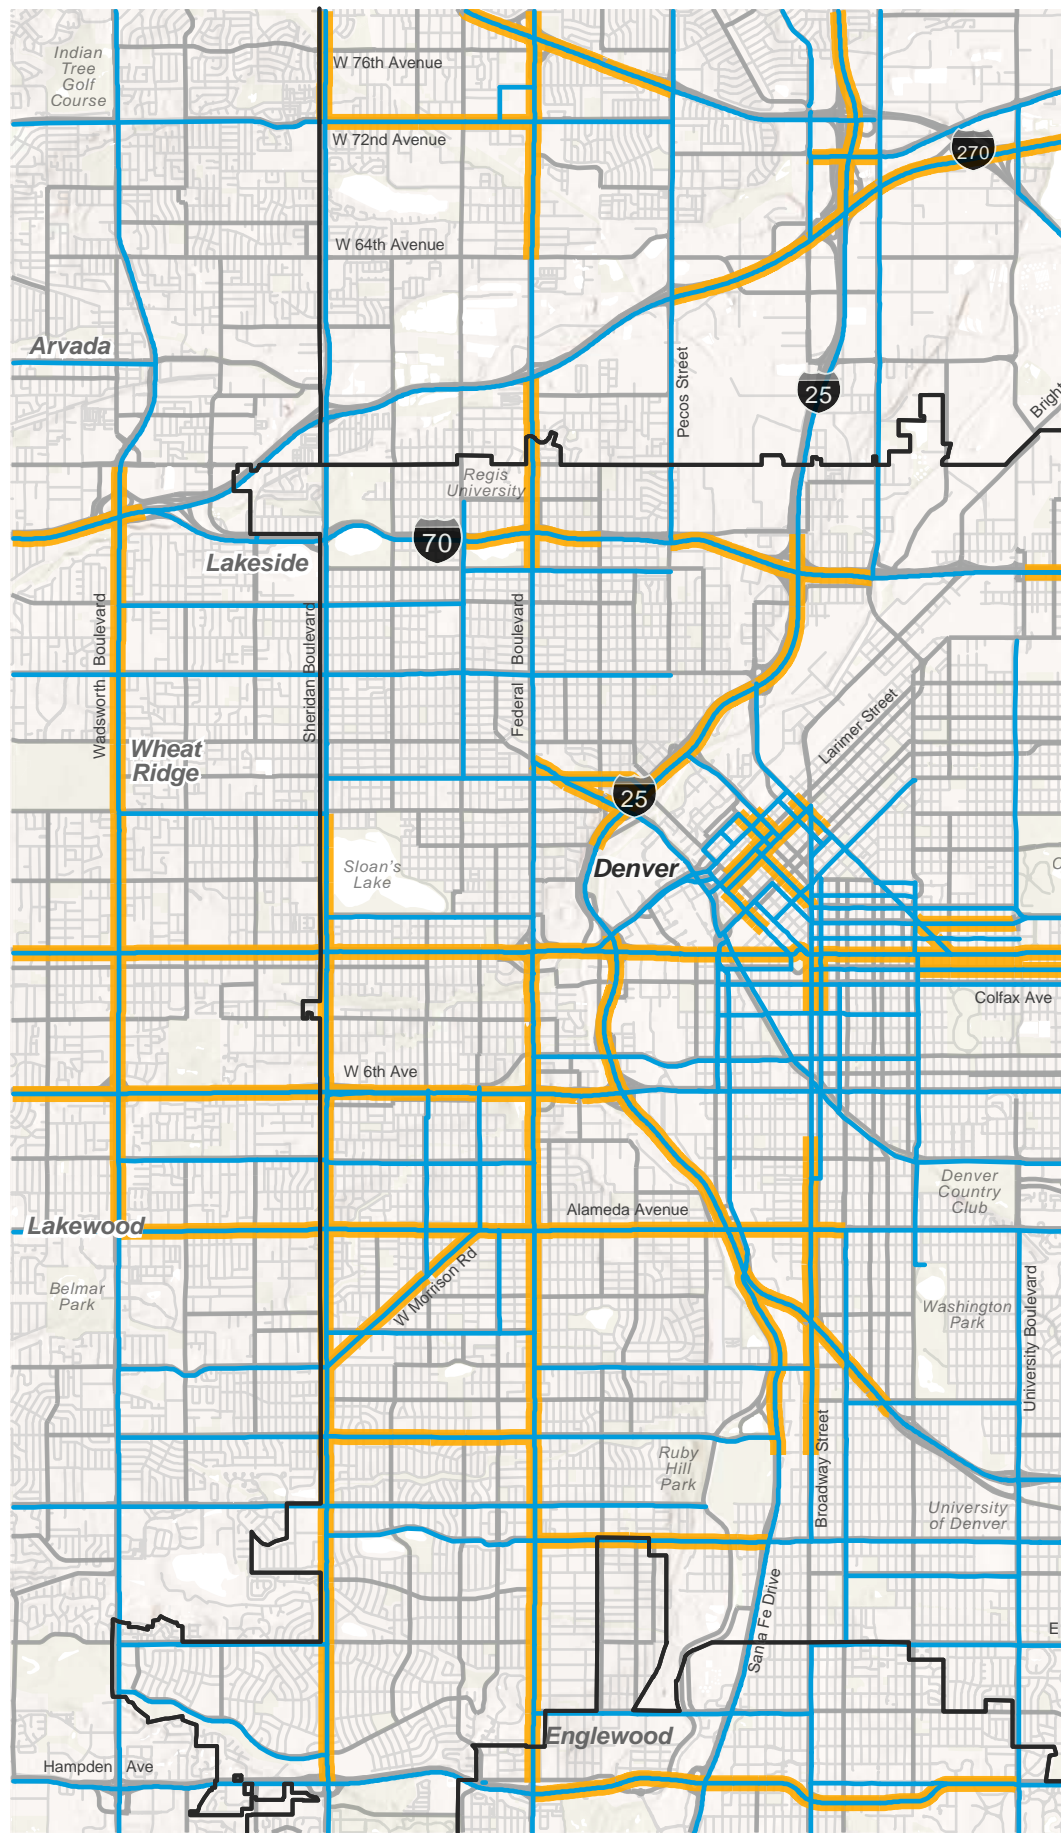 Indian
Tree
Golf
Course
W 76th Avenue
W 72nd Avenue
270
W 64th Avenue
Arvada
Pecos Street
25
Regis
University
70
Lakeside
Wadsworth Boulevard
Sheridan Boulevard
Federal Boulevard
Larimer Street
Wheat
Ridge
25
Sloan's
Lake
Denver
Colfax Ave
W 6th Ave
Denver
Country
Club
Alameda Avenue
Lakewood
W Morrison Rd
Belmar
Park
Washington
Park
University Boulevard
Broadway Street
Ruby
Hill
Park
University
of Denver
Santa Fe Drive
E
Englewood
Hampden Ave
Bright
C